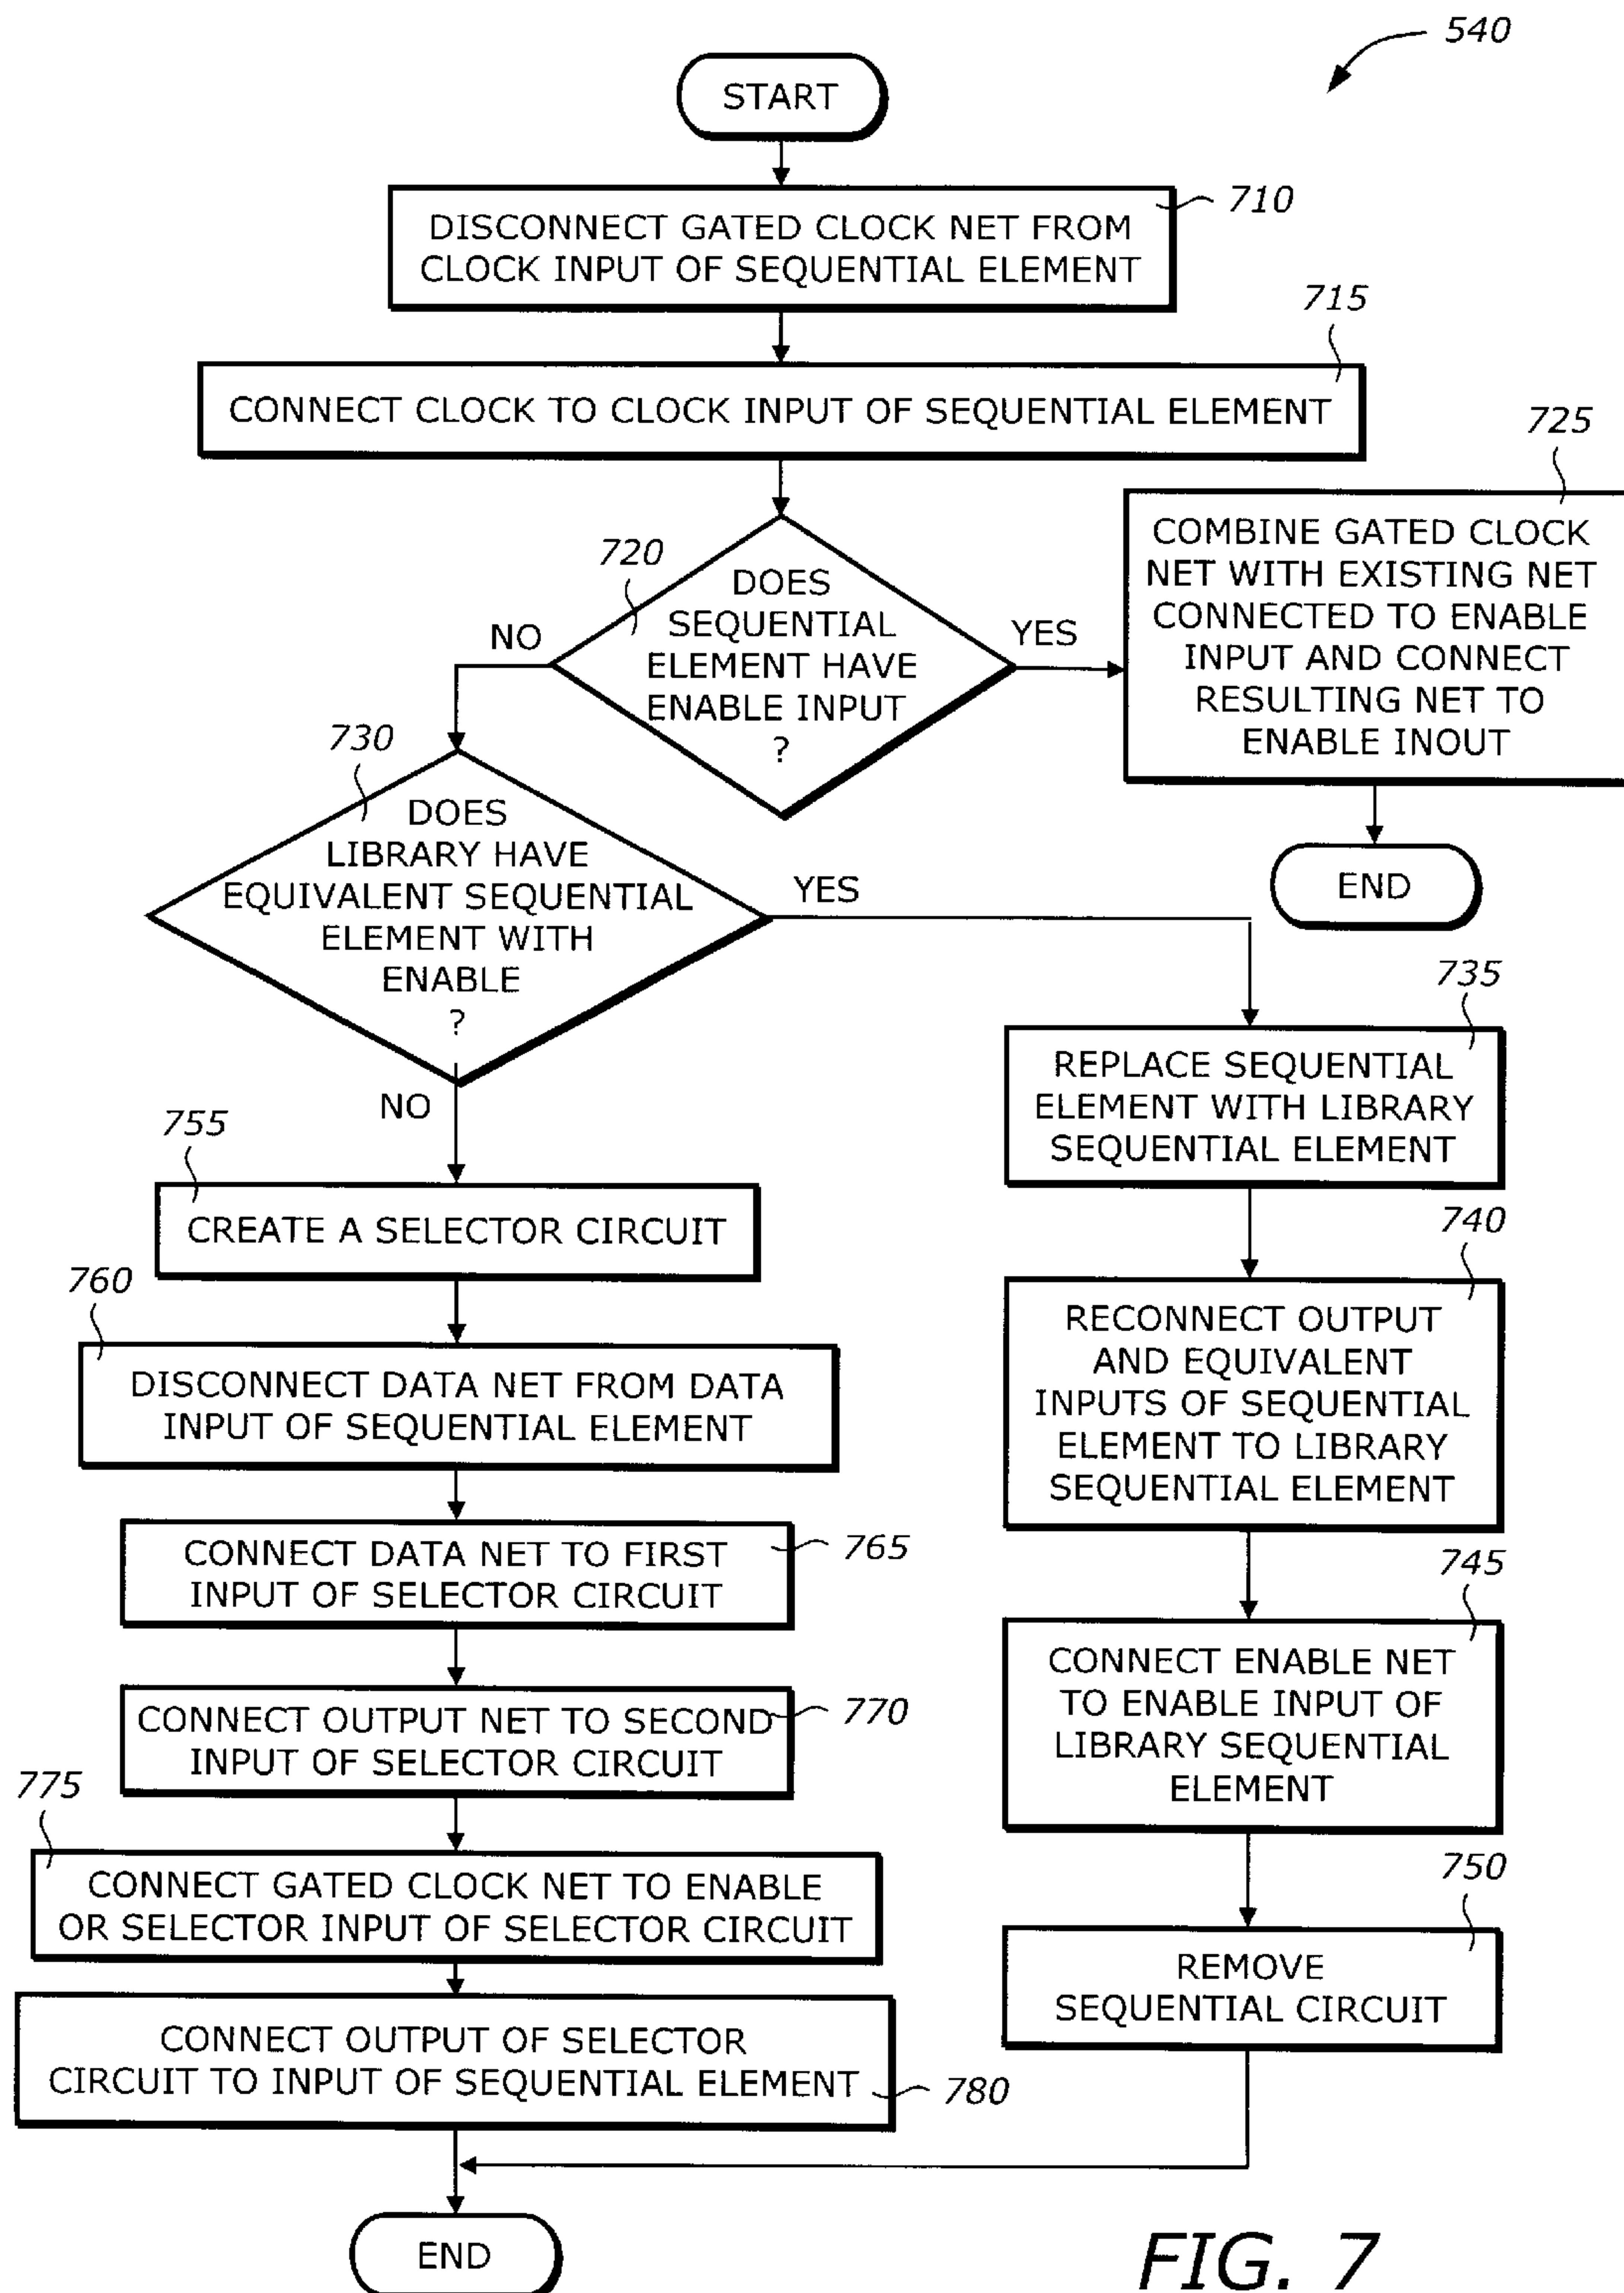 540
START
710
DISCONNECT GATED CLOCK NET FROM
CLOCK INPUT OF SEQUENTIAL ELEMENT
715
CONNECT CLOCK TO CLOCK INPUT OF SEQUENTIAL ELEMENT
720
DOES
SEQUENTIAL
ELEMENT HAVE
ENABLE INPUT
?
NO
YES
725
COMBINE GATED CLOCK
NET WITH EXISTING NET
CONNECTED TO ENABLE
INPUT AND CONNECT
RESULTING NET TO
ENABLE INOUT
END
730
DOES
LIBRARY HAVE
EQUIVALENT SEQUENTIAL
ELEMENT WITH
ENABLE
?
YES
NO
735
REPLACE SEQUENTIAL
ELEMENT WITH LIBRARY
SEQUENTIAL ELEMENT
740
RECONNECT OUTPUT
AND EQUIVALENT
INPUTS OF SEQUENTIAL
ELEMENT TO LIBRARY
SEQUENTIAL ELEMENT
745
CONNECT ENABLE NET
TO ENABLE INPUT OF
LIBRARY SEQUENTIAL
ELEMENT
750
REMOVE
SEQUENTIAL CIRCUIT
755
CREATE A SELECTOR CIRCUIT
760
DISCONNECT DATA NET FROM DATA
INPUT OF SEQUENTIAL ELEMENT
765
CONNECT DATA NET TO FIRST
INPUT OF SELECTOR CIRCUIT
770
CONNECT OUTPUT NET TO SECOND
INPUT OF SELECTOR CIRCUIT
775
CONNECT GATED CLOCK NET TO ENABLE
OR SELECTOR INPUT OF SELECTOR CIRCUIT
CONNECT OUTPUT OF SELECTOR
CIRCUIT TO INPUT OF SEQUENTIAL ELEMENT
780
END
FIG. 7